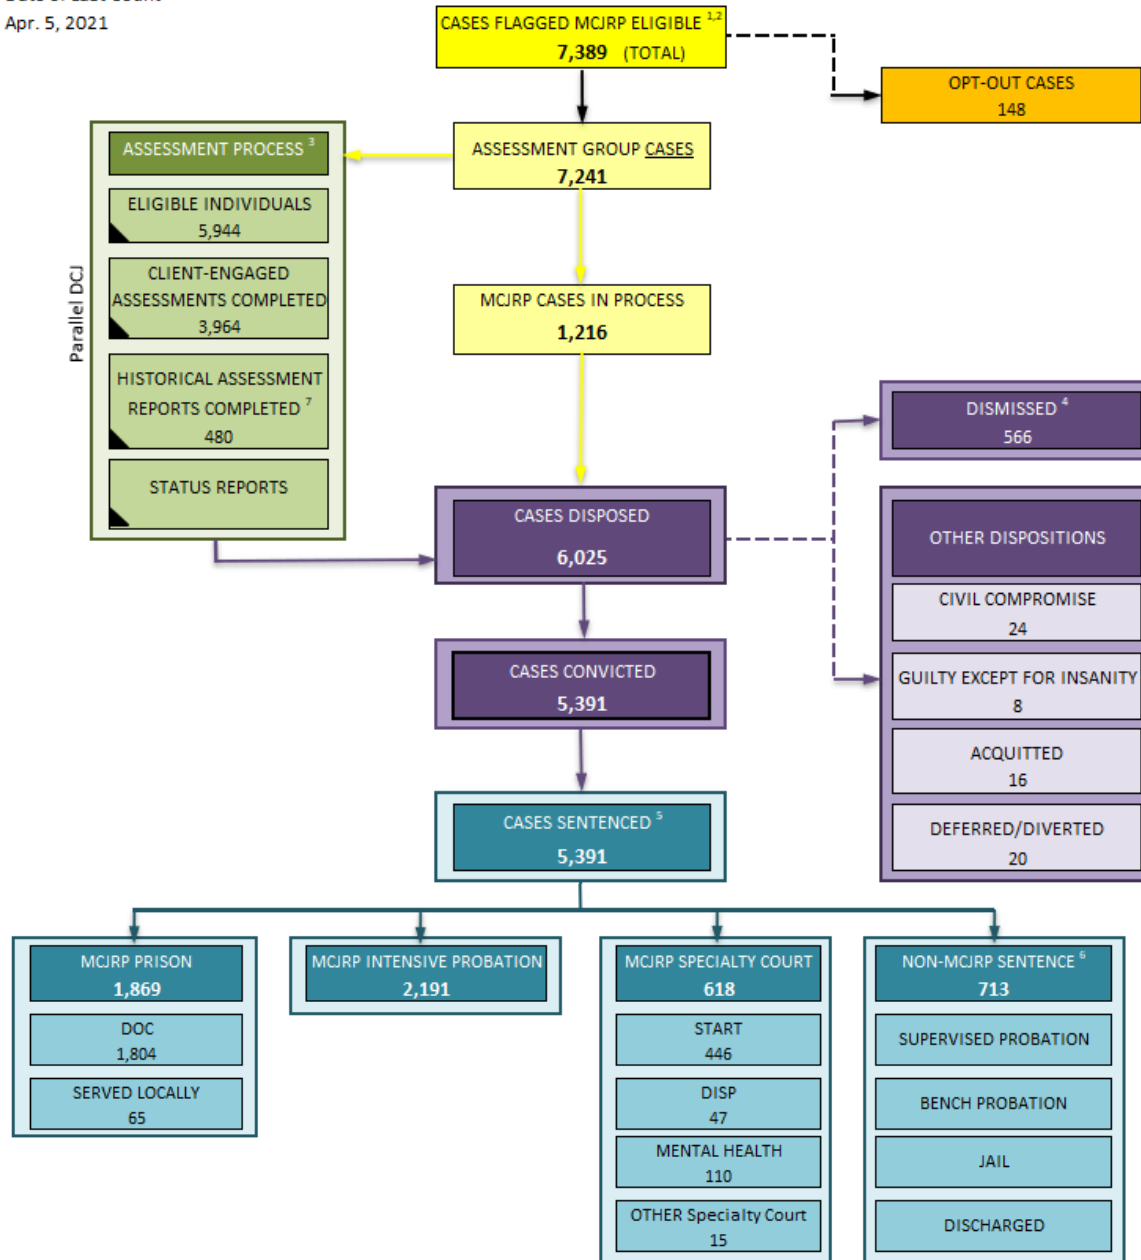 Apr. 5, 2021
CASES FLAGGED MCJRP ELIGIBLE 1,2
7,389 (TOTAL)
OPT-OUT CASES
148
ASSESSMENT GROUP CASES
7,241
Parallel DCJ
ASSESSMENT PROCESS 3
ELIGIBLE INDIVIDUALS
5,944
CLIENT-ENGAGED
ASSESSMENTS COMPLETED
3,964
HISTORICAL ASSESSMENT
REPORTS COMPLETED 7
480
STATUS REPORTS
MCJRP CASES IN PROCESS
1,216
DISMISSED 4
566
CASES DISPOSED
6,025
OTHER DISPOSITIONS
CIVIL COMPROMISE
24
GUILTY EXCEPT FOR INSANITY
8
ACQUITTED
16
DEFERRED/DIVERTED
20
CASES CONVICTED
5,391
CASES SENTENCED 5
5,391
MCJRP PRISON
1,869
DOC
1,804
SERVED LOCALLY
65
MCJRP INTENSIVE PROBATION
2,191
MCJRP SPECIALTY COURT
618
START
446
DISP
47
MENTAL HEALTH
110
OTHER Specialty Court
15
NON-MCJRP SENTENCE 6
713
SUPERVISED PROBATION
BENCH PROBATION
JAIL
DISCHARGED